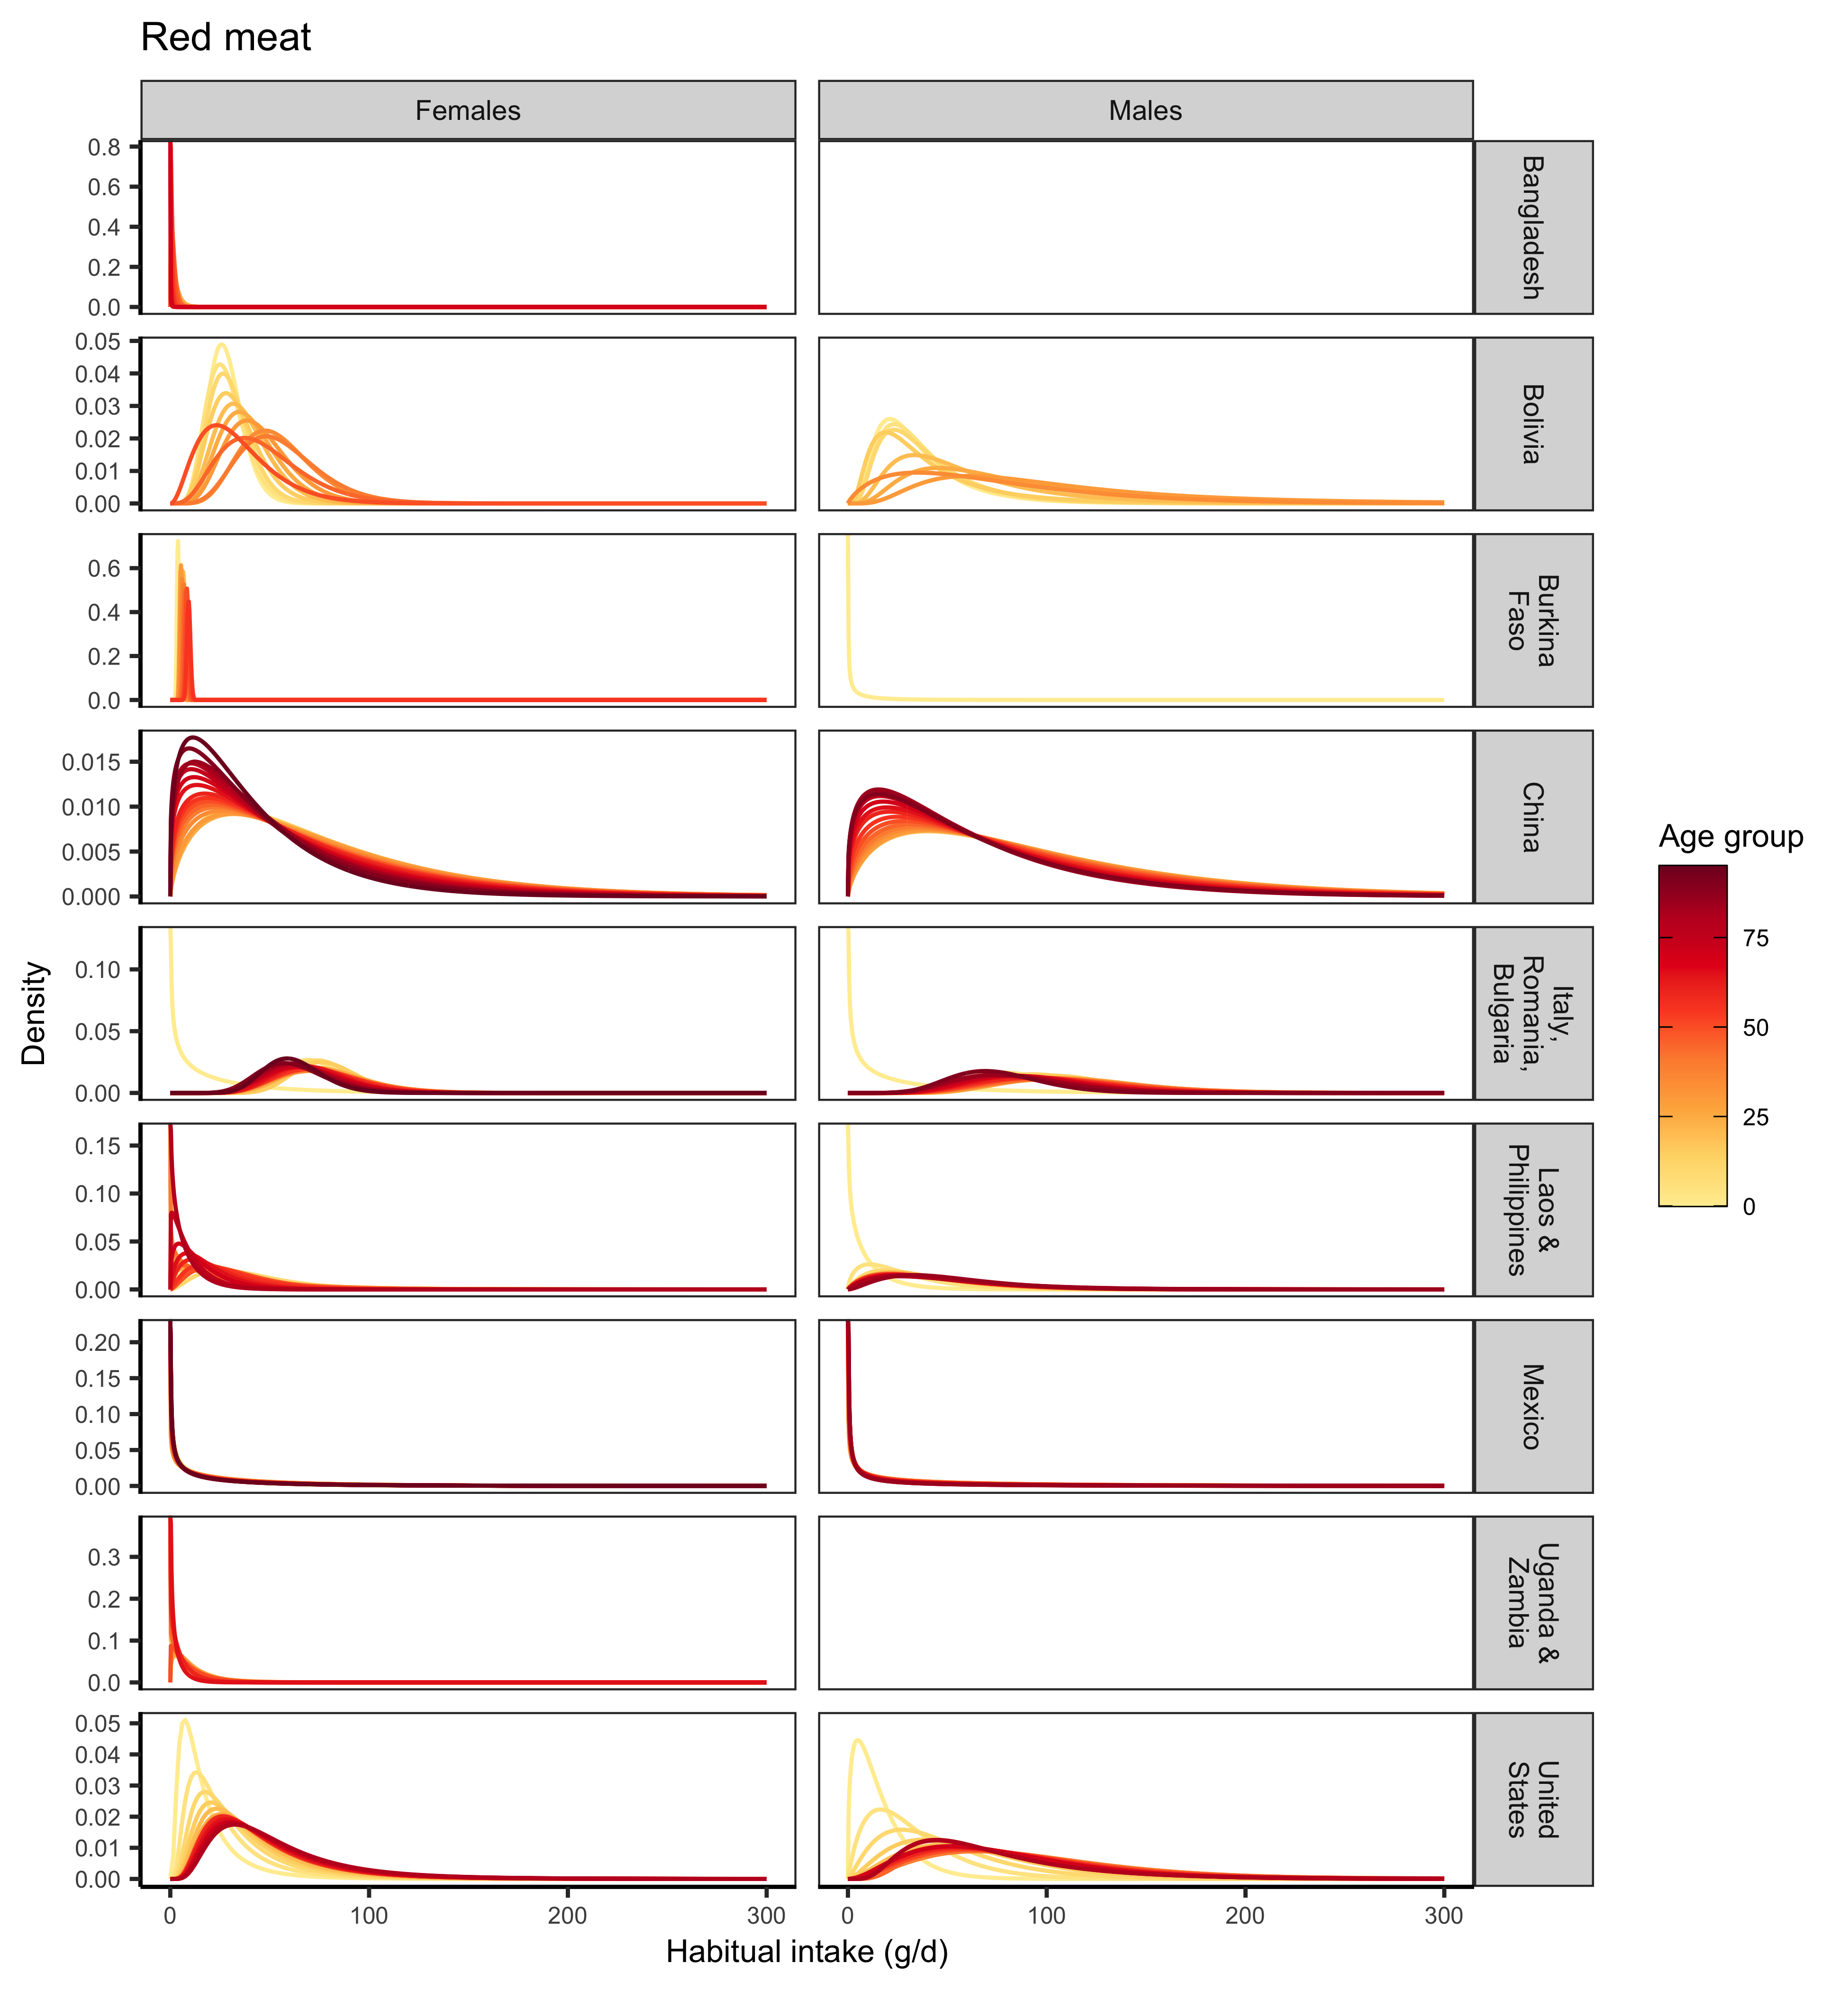 Red meat
Females
Males
0.8
0.6
0.4
0.2
0.0
Bangladesh
0.05
0.04
0.03
0.02
0.01
0.00
Bolivia
0.6
0.4
0.2
0.0
Burkina
Faso
0.015
0.010
0.005
0.000
China
0.10
0.05
0.00
Italy,
Romania,
Bulgaria
0.15
0.10
0.05
0.00
Laos &
Philippines
0.20
0.15
0.10
0.05
0.00
Mexico
0.3
0.2
0.1
0.0
Uganda &
Zambia
0.05
0.04
0.03
0.02
0.01
0.00
United
States
0
100
200
300
0
100
200
300
Habitual intake (g/d)
Density
Age group
75
50
25
0